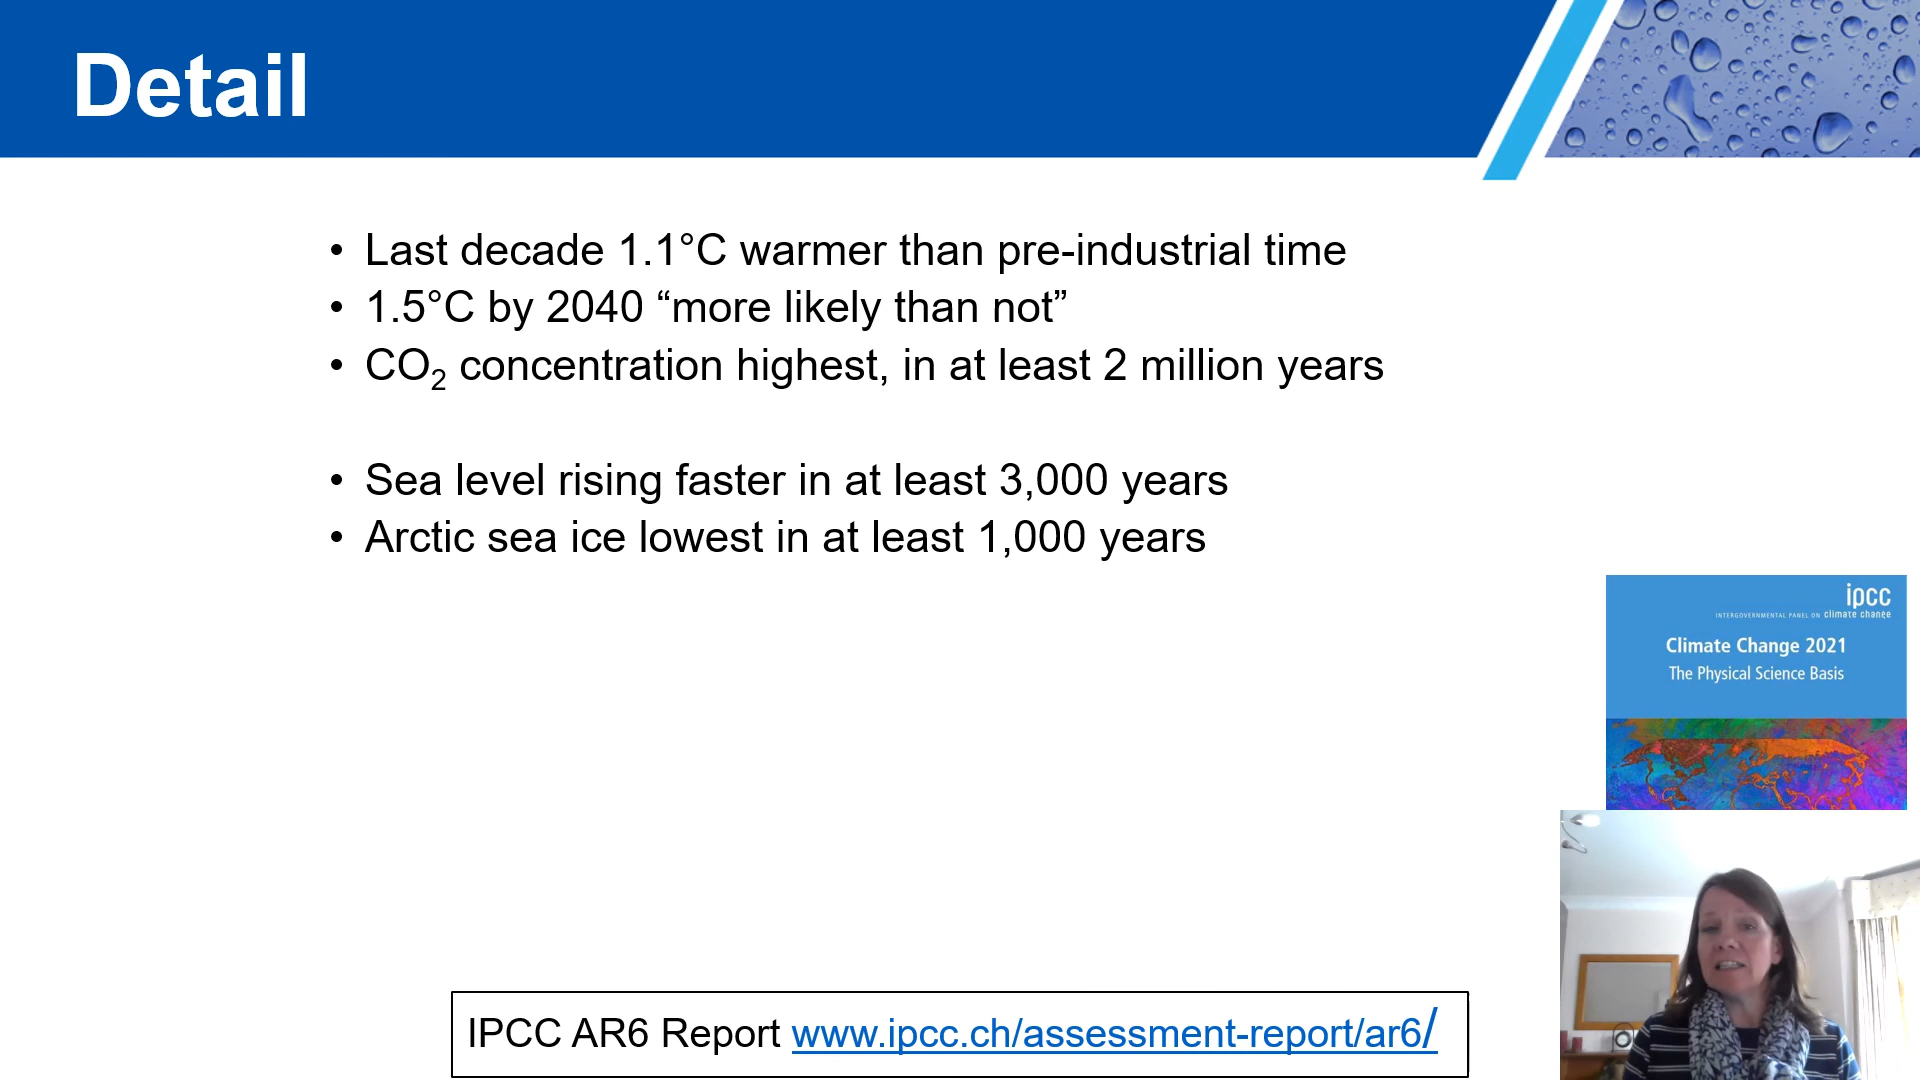 Detail
• Last decade 1.1°C warmer than pre-industrial time
• 1.5°C by 2040 “more likely than not”
• CO₂ concentration highest, in at least 2 million years
• Sea level rising faster in at least 3,000 years
• Arctic sea ice lowest in at least 1,000 years
ipcc
INTERGOVERNMENTAL PANEL ON climate change
Climate Change 2021
The Physical Science Basis
IPCC AR6 Report www.ipcc.ch/assessment-report/ar6/